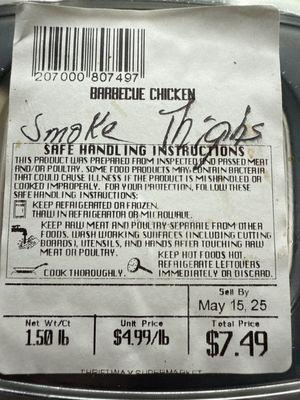 207000 807497
BARBECUE CHICKEN
Smoke Thighs
SAFE HANDLING INSTRUCTIONS
THIS PRODUCT WAS PREPARED FROM INSPECTED AND PASSED MEAT
AND/OR POULTRY. SOME FOOD PRODUCTS MAY CONTAIN BACTERIA
THAT COULD CAUSE ILLNESS IF THE PRODUCT IS MISHANDLED OR
COOKED IMPROPERLY. FOR YOUR PROTECTION, FOLLOW THESE
SAFE HANDLING INSTRUCTIONS:
KEEP REFRIGERATED OR FROZEN.
THAW IN REFRIGERATOR OR MICROWAVE.
KEEP RAW MEAT AND POULTRY SEPARATE FROM OTHER
FOODS. WASH WORKING SURFACES (INCLUDING CUTTING
BOARDS), UTENSILS, AND HANDS AFTER TOUCHING RAW
MEAT OR POULTRY.
KEEP HOT FOODS HOT.
REFRIGERATE LEFTOVERS
COOK THOROUGHLY. IMMEDIATELY OR DISCARD.
Sell By
May 15, 25
Net Wt/Ct Unit Price Total Price
1.50 lb $4.99/lb $7.49
THRIFTWAY SUPERMARKET